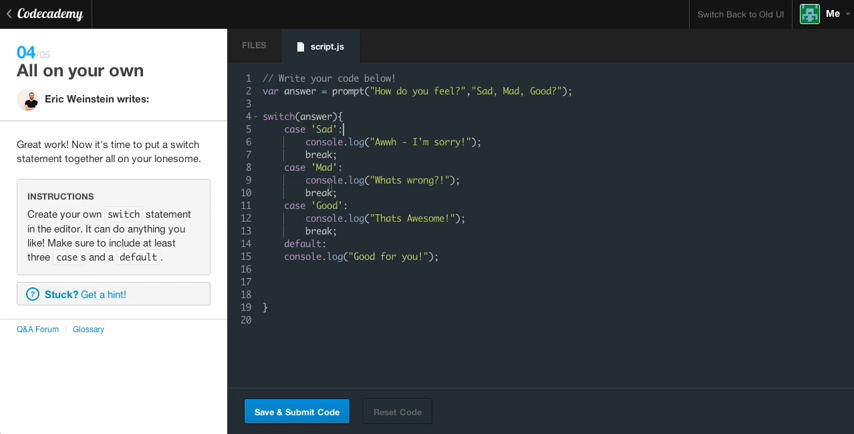 Codecademy
Switch Back to Old UI
Me
04/05
All on your own
Eric Weinstein writes:
Great work! Now it's time to put a switch
statement together all on your lonesome.
INSTRUCTIONS
Create your own switch statement
in the editor. It can do anything you
like! Make sure to include at least
three case s and a default .
? Stuck? Get a hint!
Q&A Forum | Glossary
FILES
script.js
1 // Write your code below!
2 var answer = prompt("How do you feel?","Sad, Mad, Good?");
3
4 switch(answer){
5 case 'Sad':
6 console.log("Awwh - I'm sorry!");
7 break;
8 case 'Mad':
9 console.log("Whats wrong?!");
10 break;
11 case 'Good':
12 console.log("Thats Awesome!");
13 break;
14 default:
15 console.log("Good for you!");
16
17
18
19 }
20
Save & Submit Code
Reset Code